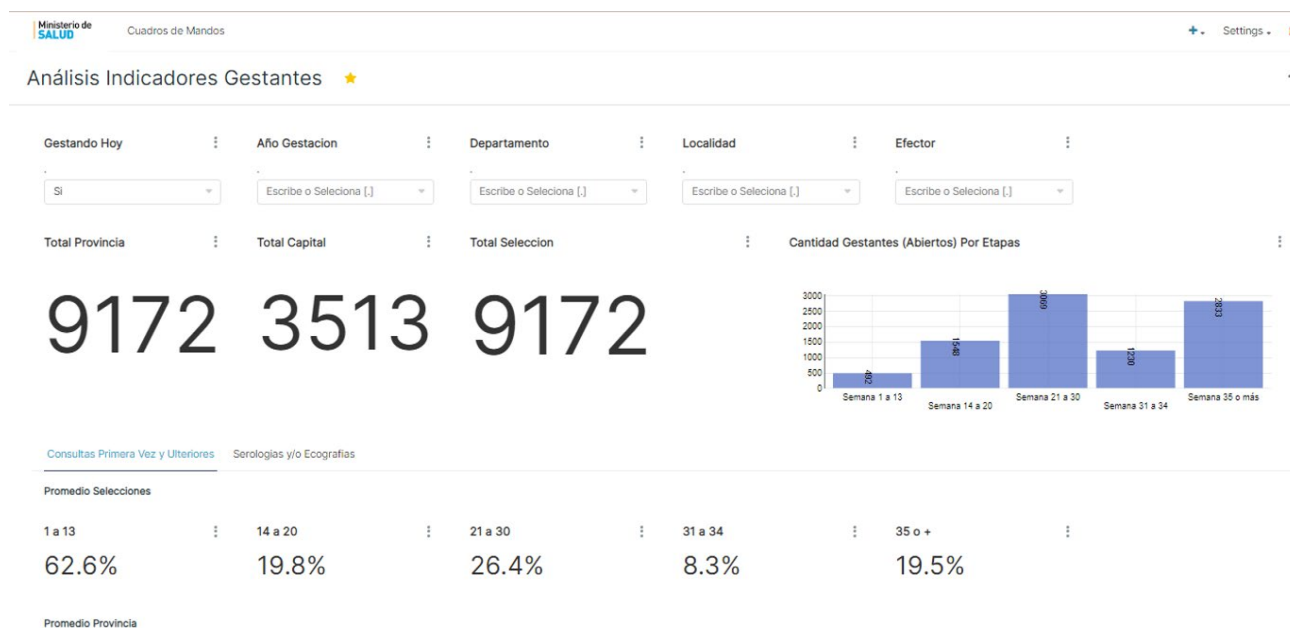 Ministerio de
SALUD
Cuadros de Mandos
Settings
Análisis Indicadores Gestantes
Gestando Hoy
Año Gestacion
Departamento
Localidad
Efector
Si
Escribe o Seleciona [.]
Escribe o Seleciona [.]
Escribe o Seleciona [.]
Escribe o Seleciona [.]
Total Provincia
Total Capital
Total Seleccion
Cantidad Gestantes (Abiertos) Por Etapas
9172
3513
9172
3000
2500
2000
1500
1000
500
0
492
1548
3069
1230
2833
Semana 1 a 13
Semana 14 a 20
Semana 21 a 30
Semana 31 a 34
Semana 35 o más
Consultas Primera Vez y Ulteriores
Serologias y/o Ecografias
Promedio Selecciones
1 a 13
14 a 20
21 a 30
31 a 34
35 o +
62.6%
19.8%
26.4%
8.3%
19.5%
Promedio Provincia